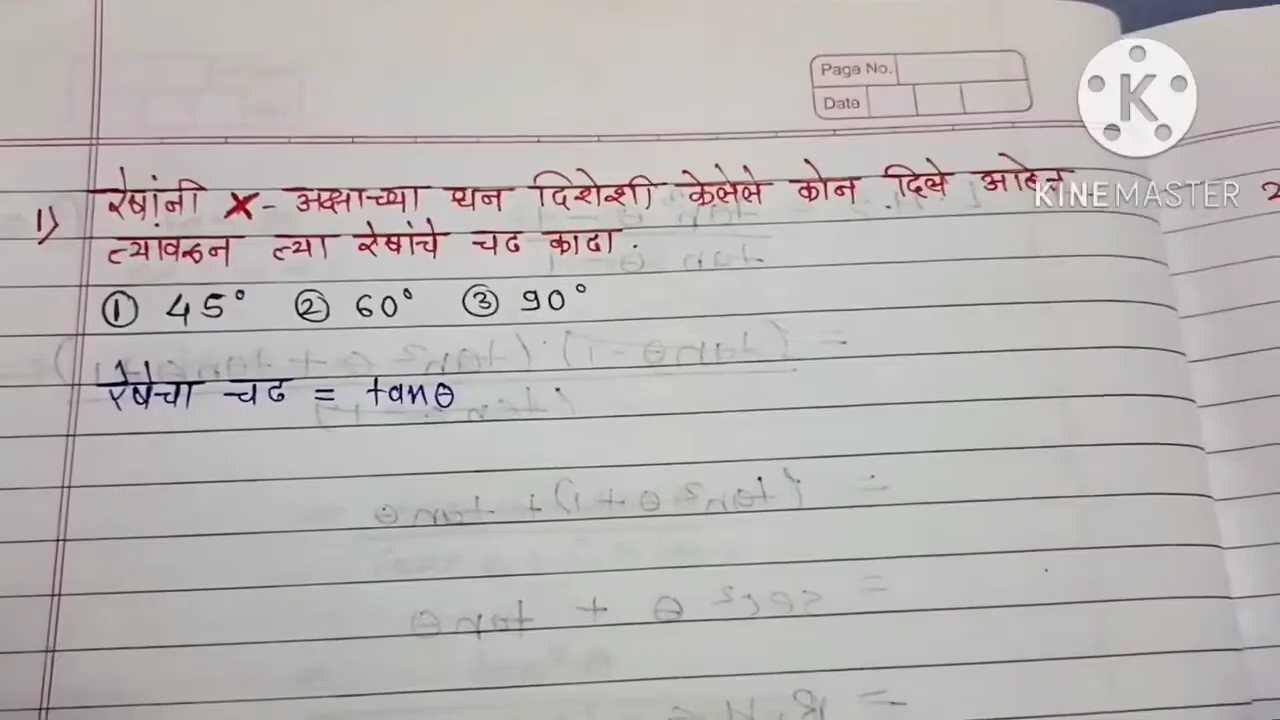 Page No.
Date
KINEMASTER
1) रेषांनी X - अक्षाच्या धन दिशेशी केलेले कोन दिले आहेत
त्यांवरून त्या रेषांचे चढ काढा.
① 45° ② 60° ③ 90°
रेषेचा चढ = tanθ